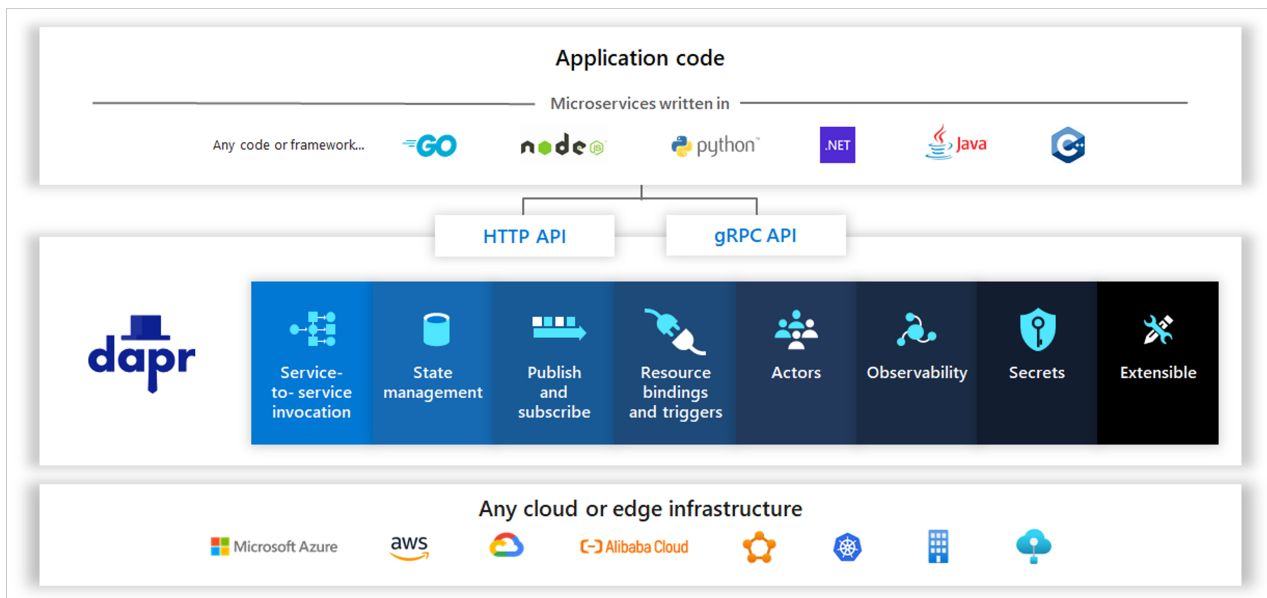 Application code
Microservices written in
Any code or framework...
GO
node JS
python™
.NET
Java
C++
HTTP API
gRPC API
dapr
Service-
to- service
invocation
State
management
Publish
and
subscribe
Resource
bindings
and triggers
Actors
Observability
Secrets
Extensible
Any cloud or edge infrastructure
Microsoft Azure
aws
Alibaba Cloud